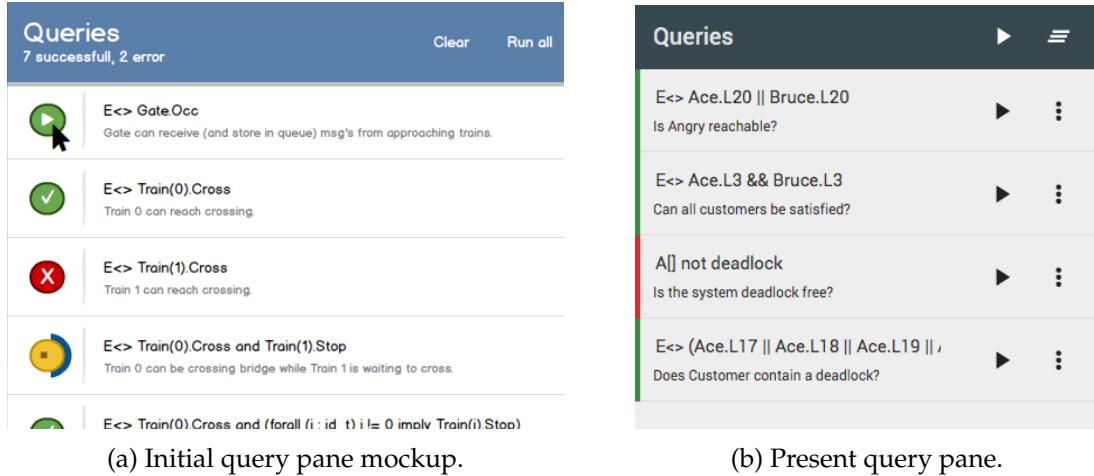 Queries
7 successfull, 2 error
Clear
Run all
E<> Gate.Occ
Gate can receive (and store in queue) msg's from approaching trains.
E<> Train(0).Cross
Train 0 can reach crossing.
X
E<> Train(1).Cross
Train 1 can reach crossing.
E<> Train(0).Cross and Train(1).Stop
Train 0 can be crossing bridge while Train 1 is waiting to cross.
E<> Train(0).Cross and (forall (i : id_t) i != 0 imply Train(i).Stop)
(a) Initial query pane mockup.
Queries
E<> Ace.L20 || Bruce.L20
Is Angry reachable?
E<> Ace.L3 && Bruce.L3
Can all customers be satisfied?
A[] not deadlock
Is the system deadlock free?
E<> (Ace.L17 || Ace.L18 || Ace.L19 ||
Does Customer contain a deadlock?
(b) Present query pane.